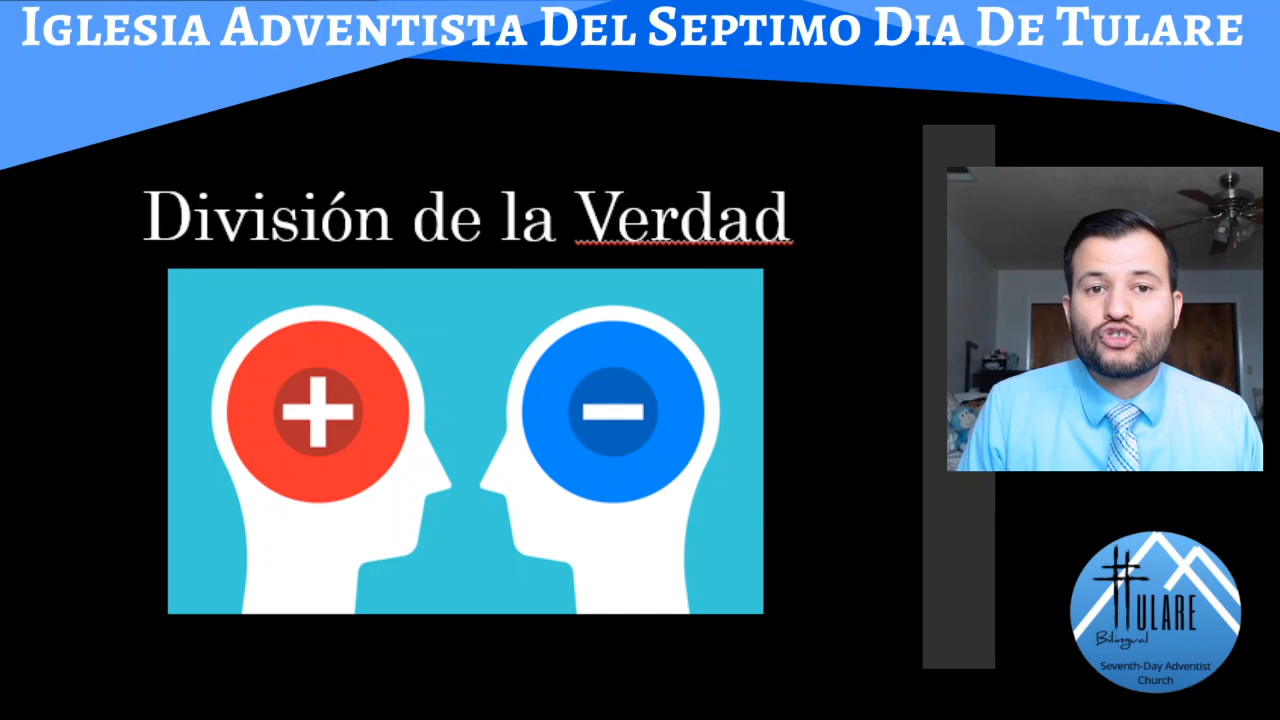 Iglesia Adventista Del Septimo Dia De Tulare
División de la Verdad
TULARE
Bilingual
Seventh-Day Adventist
Church